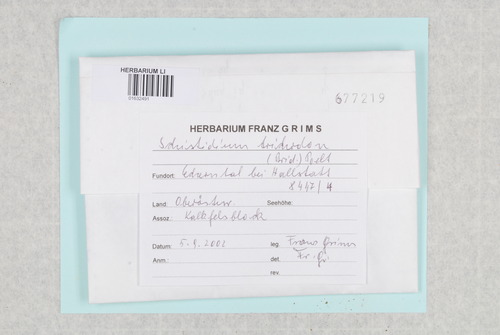 HERBARIUM LI
677219
HERBARIUM FRANZ GRIMS
Schistidium
(Brid.) Poelt
Fundort: Echerntal bei Hallstatt
8447/4
Land: Oberösterr. Seehöhe:
Assoz: Kalkfelsblock
Datum: 5.9.2002 leg. Franz Grims
Anm.: det. Fr. Gr.
rev.